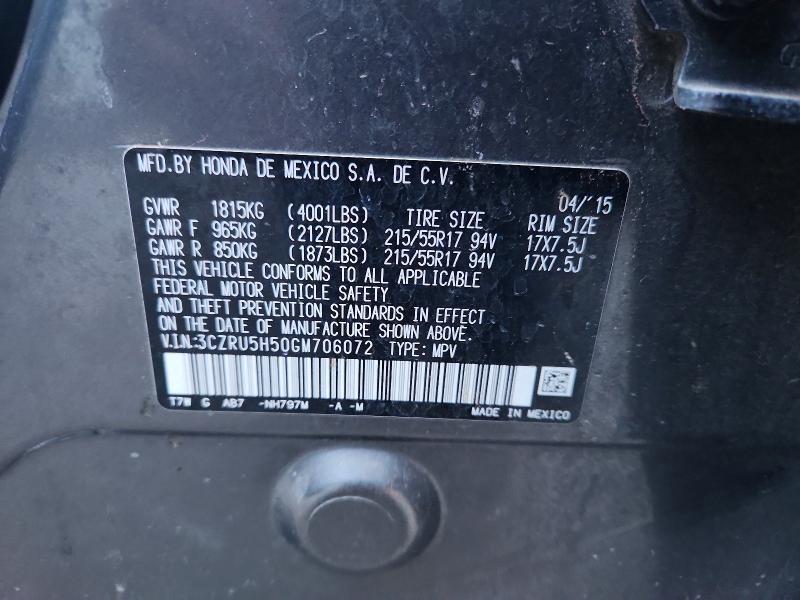 MFD.BY HONDA DE MEXICO S.A. DE C.V.
04/'15
GVWR 1815KG (4001LBS) TIRE SIZE RIM SIZE
GAWR F 965KG (2127LBS) 215/55R17 94V 17X7.5J
GAWR R 850KG (1873LBS) 215/55R17 94V 17X7.5J
THIS VEHICLE CONFORMS TO ALL APPLICABLE
FEDERAL MOTOR VEHICLE SAFETY
AND THEFT PREVENTION STANDARDS IN EFFECT
ON THE DATE OF MANUFACTURE SHOWN ABOVE.
V.I.N:3CZRU5H50GM706072 TYPE: MPV
T7W G AB7 -NH797M -A -M MADE IN MEXICO